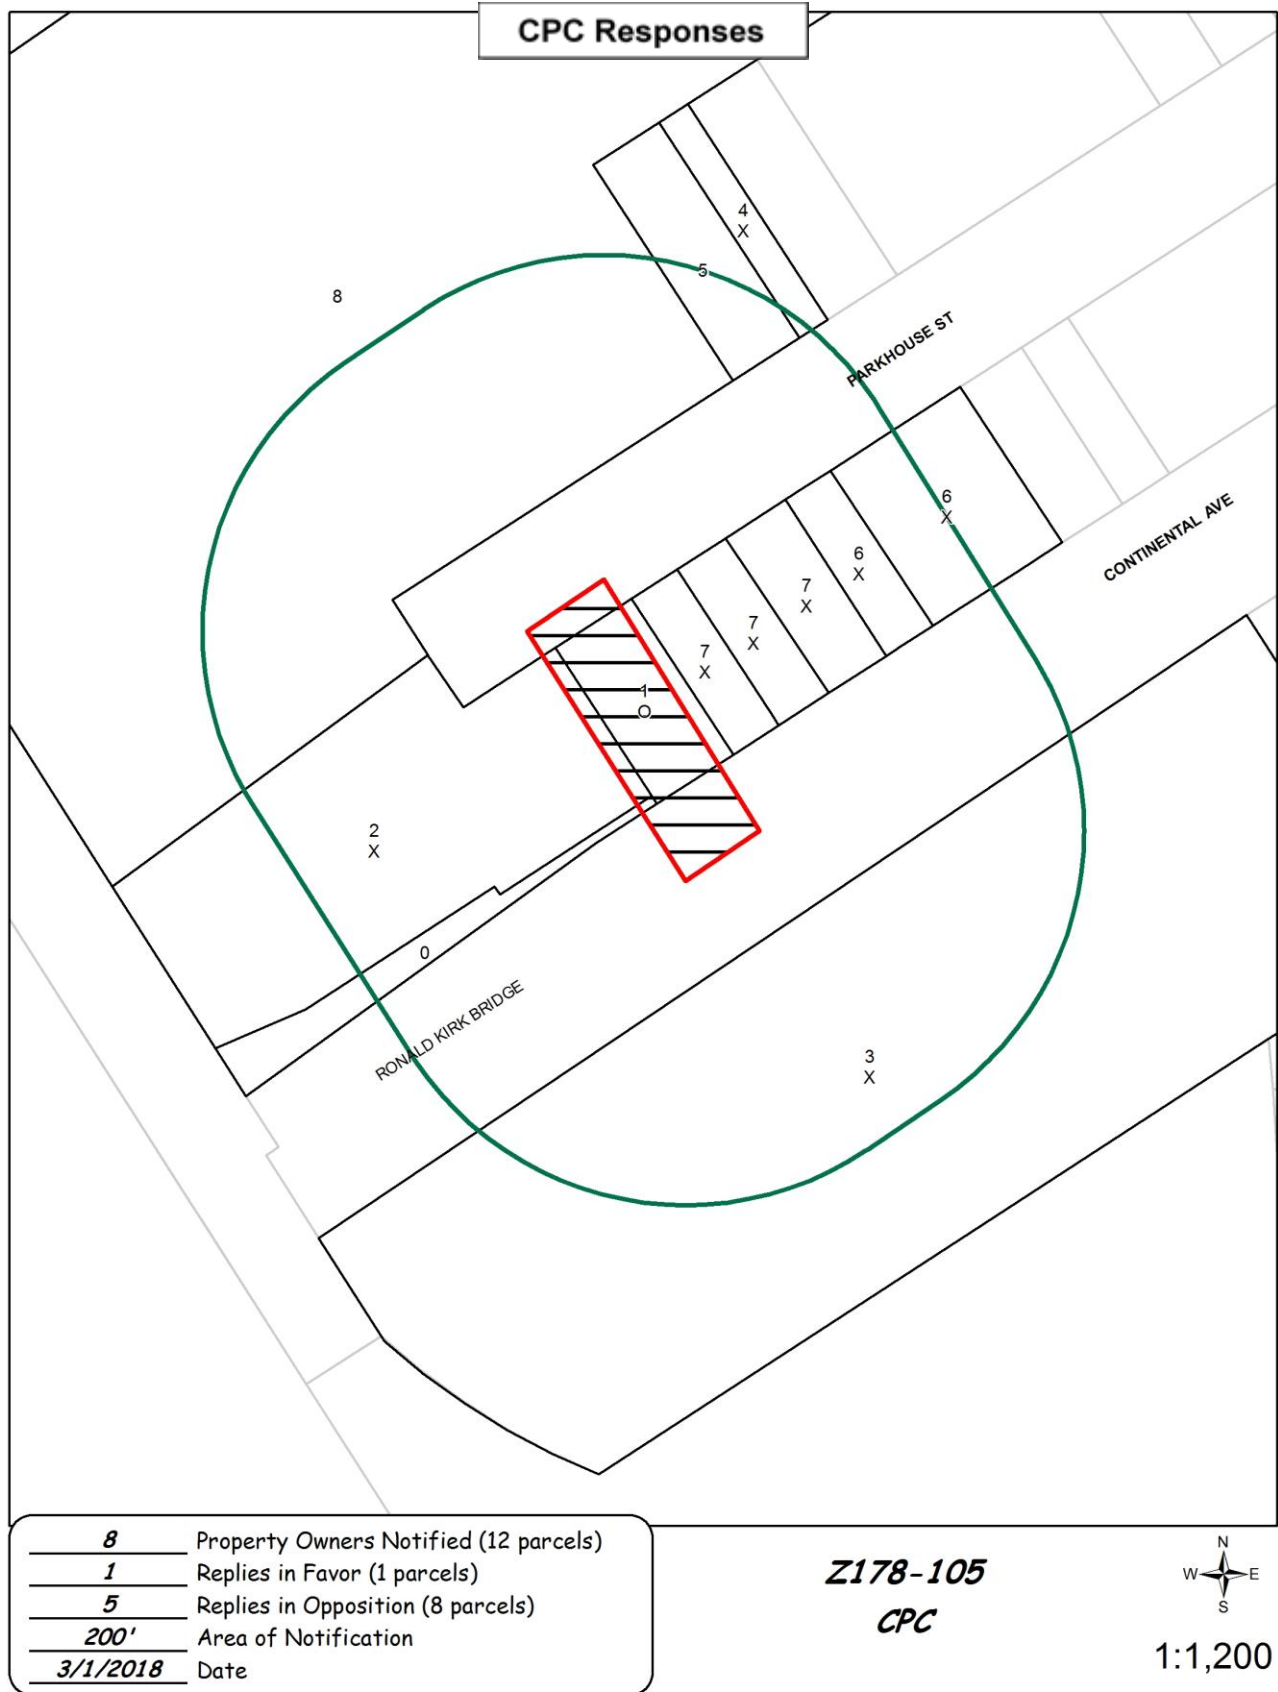 CPC Responses
4
X
5
8
PARKHOUSE ST
6
X
CONTINENTAL AVE
6
X
7
X
7
X
7
X
1
O
2
X
0
RONALD KIRK BRIDGE
3
X
8 Property Owners Notified (12 parcels)
1 Replies in Favor (1 parcels)
5 Replies in Opposition (8 parcels)
200' Area of Notification
3/1/2018 Date
Z178-105
CPC
N
W E
S
1:1,200